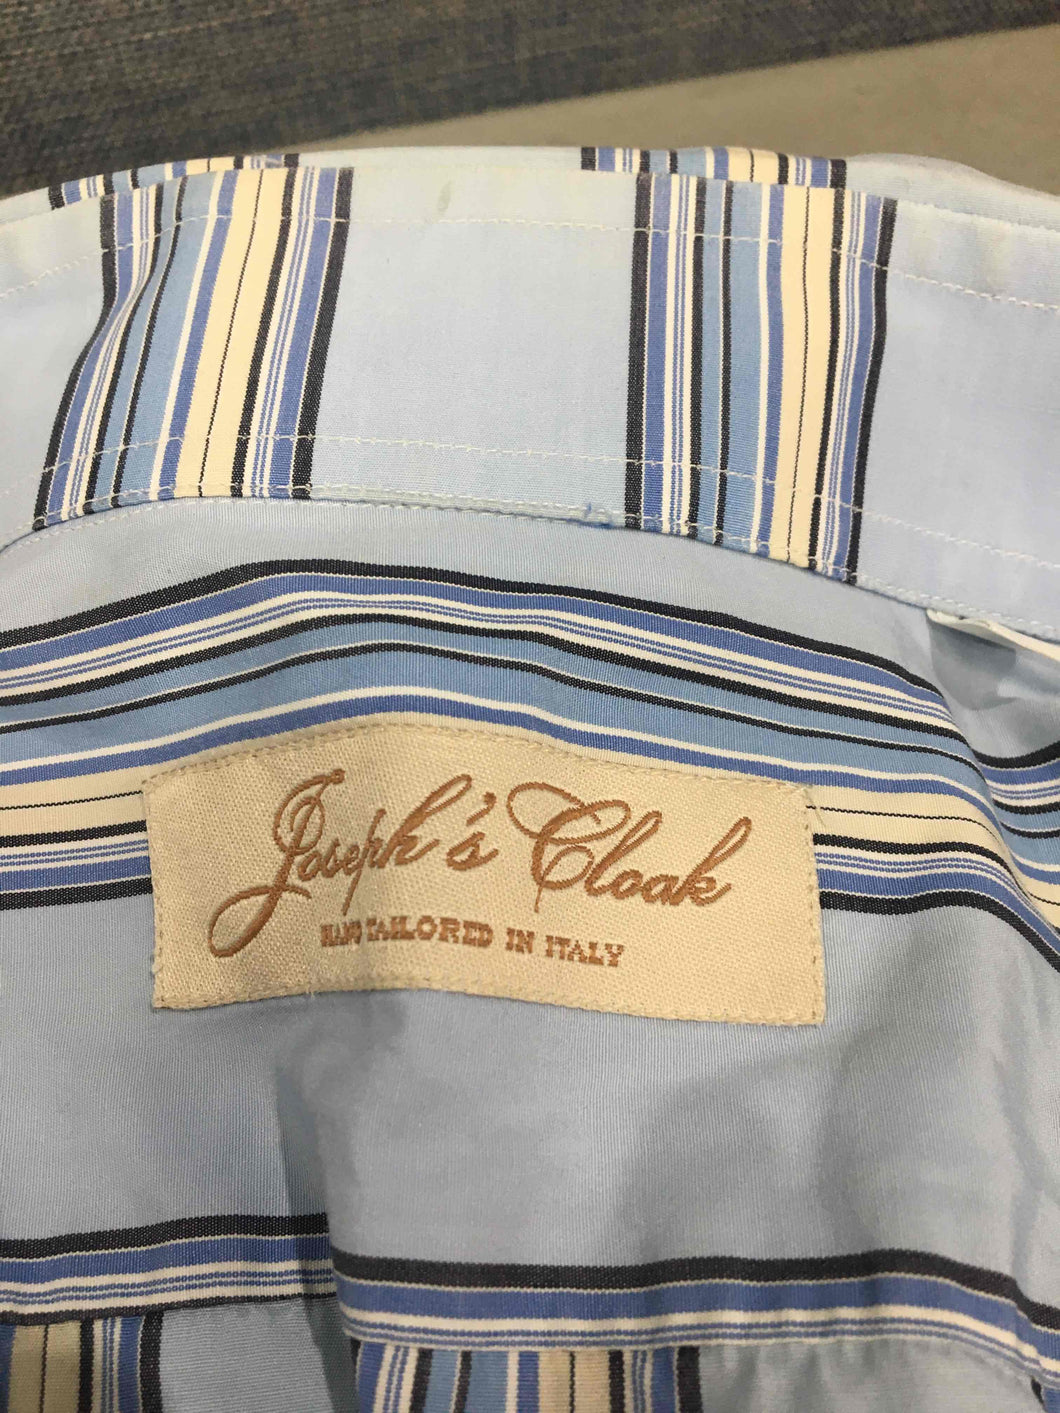 Joseph's Cloak
HAND TAILORED IN ITALY